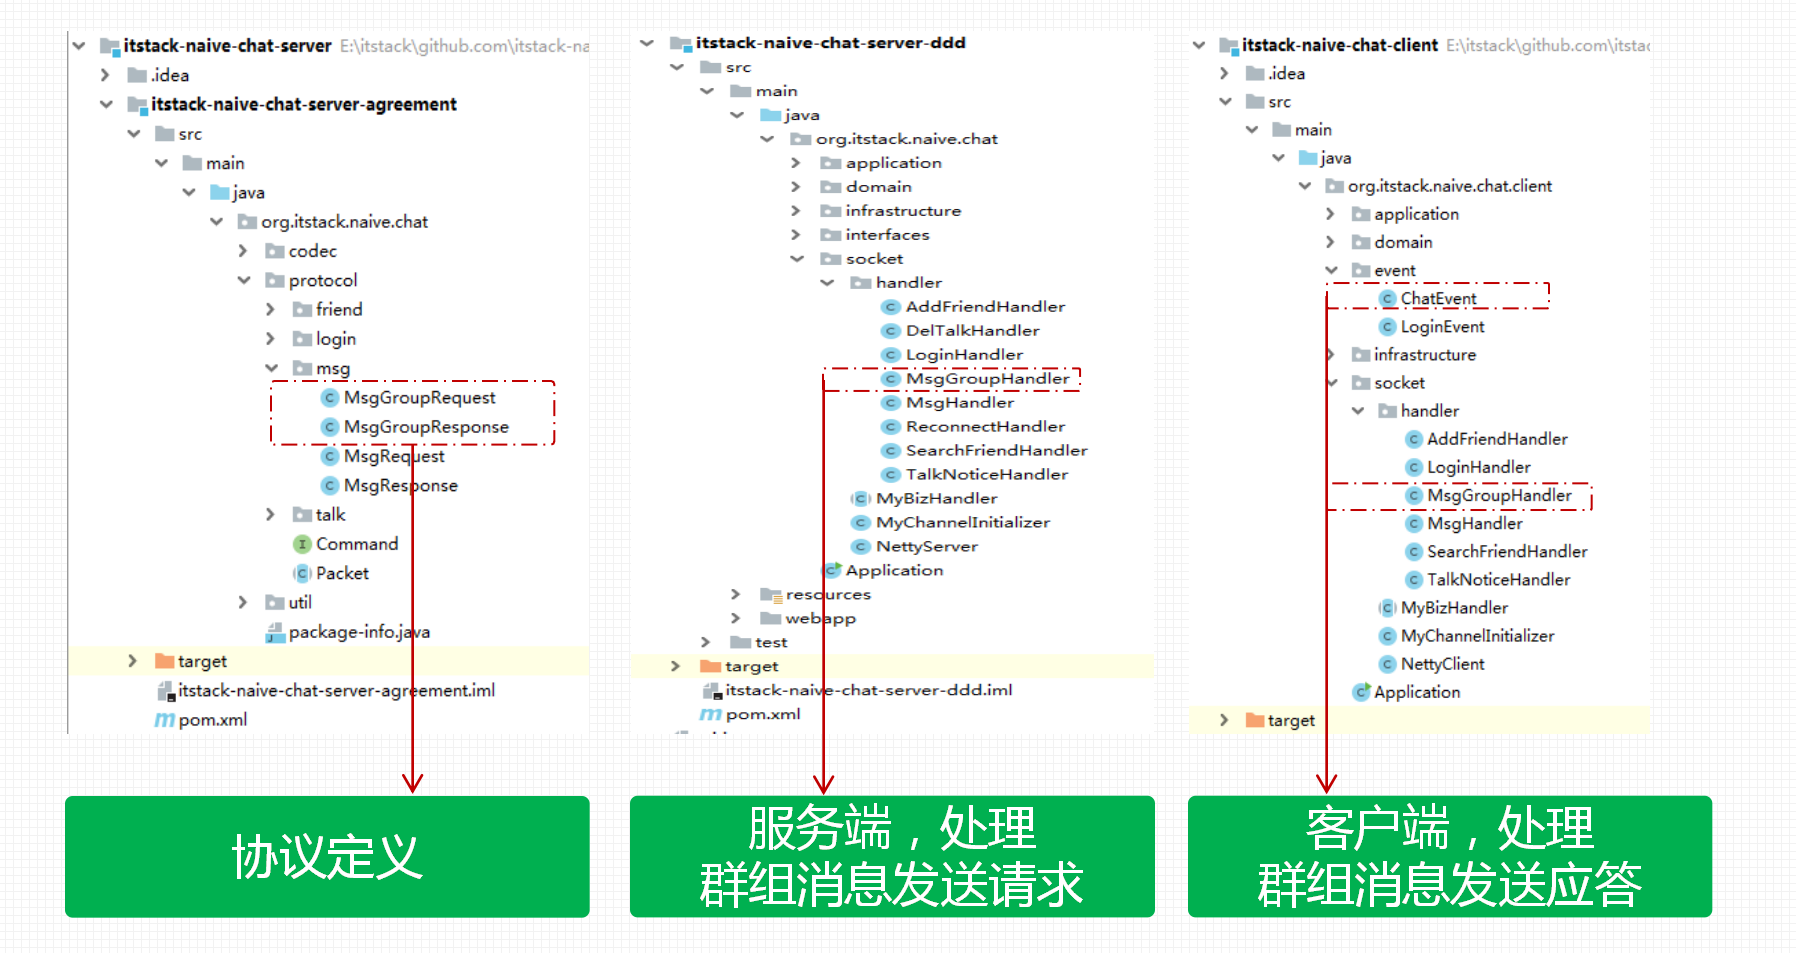 itstack-naive-chat-server E:\itstack\github.com\itstack-na
.idea
itstack-naive-chat-server-agreement
src
main
java
org.itstack.naive.chat
codec
protocol
friend
login
msg
MsgGroupRequest
MsgGroupResponse
MsgRequest
MsgResponse
talk
Command
Packet
util
package-info.java
target
itstack-naive-chat-server-agreement.iml
pom.xml
协议定义
itstack-naive-chat-server-ddd
src
main
java
org.itstack.naive.chat
application
domain
infrastructure
interfaces
socket
handler
AddFriendHandler
DelTalkHandler
LoginHandler
MsgGroupHandler
MsgHandler
ReconnectHandler
SearchFriendHandler
TalkNoticeHandler
MyBizHandler
MyChannelInitializer
NettyServer
Application
resources
webapp
test
target
itstack-naive-chat-server-ddd.iml
pom.xml
服务端，处理
群组消息发送请求
itstack-naive-chat-client E:\itstack\github.com\itstac
.idea
src
main
java
org.itstack.naive.chat.client
application
domain
event
ChatEvent
LoginEvent
infrastructure
socket
handler
AddFriendHandler
LoginHandler
MsgGroupHandler
MsgHandler
SearchFriendHandler
TalkNoticeHandler
MyBizHandler
MyChannelInitializer
NettyClient
Application
target
客户端，处理
群组消息发送应答